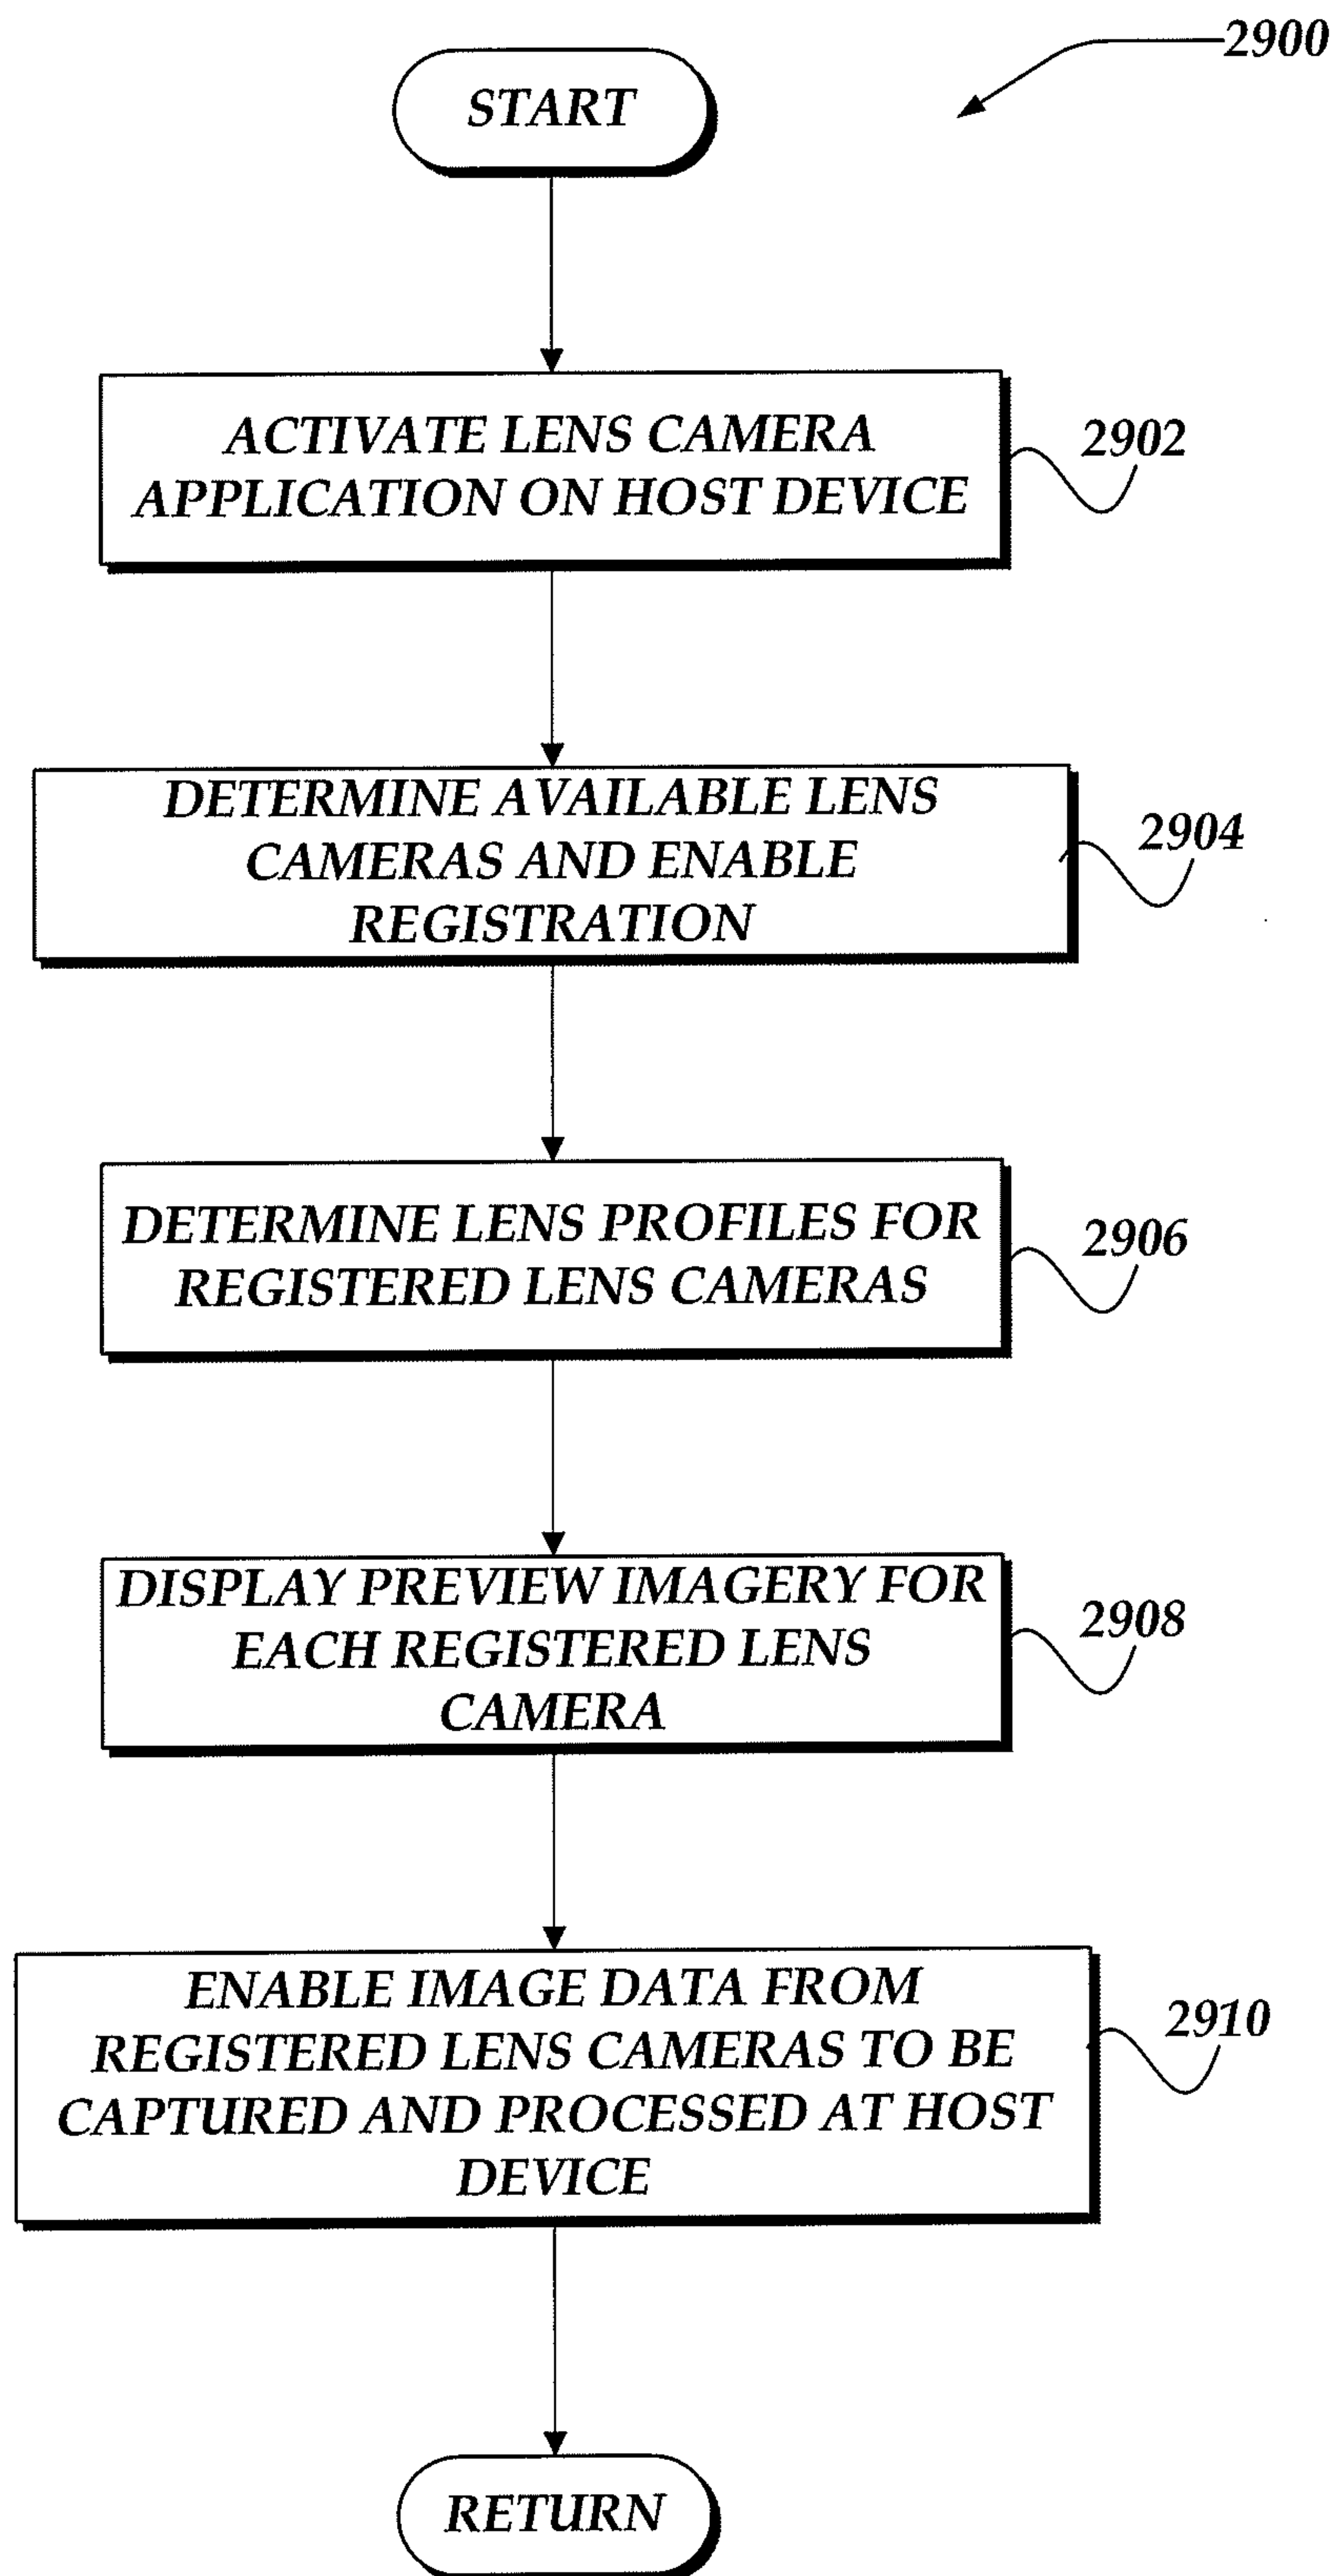 2900
START
ACTIVATE LENS CAMERA
APPLICATION ON HOST DEVICE
2902
DETERMINE AVAILABLE LENS
CAMERAS AND ENABLE
REGISTRATION
2904
DETERMINE LENS PROFILES FOR
REGISTERED LENS CAMERAS
2906
DISPLAY PREVIEW IMAGERY FOR
EACH REGISTERED LENS
CAMERA
2908
ENABLE IMAGE DATA FROM
REGISTERED LENS CAMERAS TO BE
CAPTURED AND PROCESSED AT HOST
DEVICE
2910
RETURN